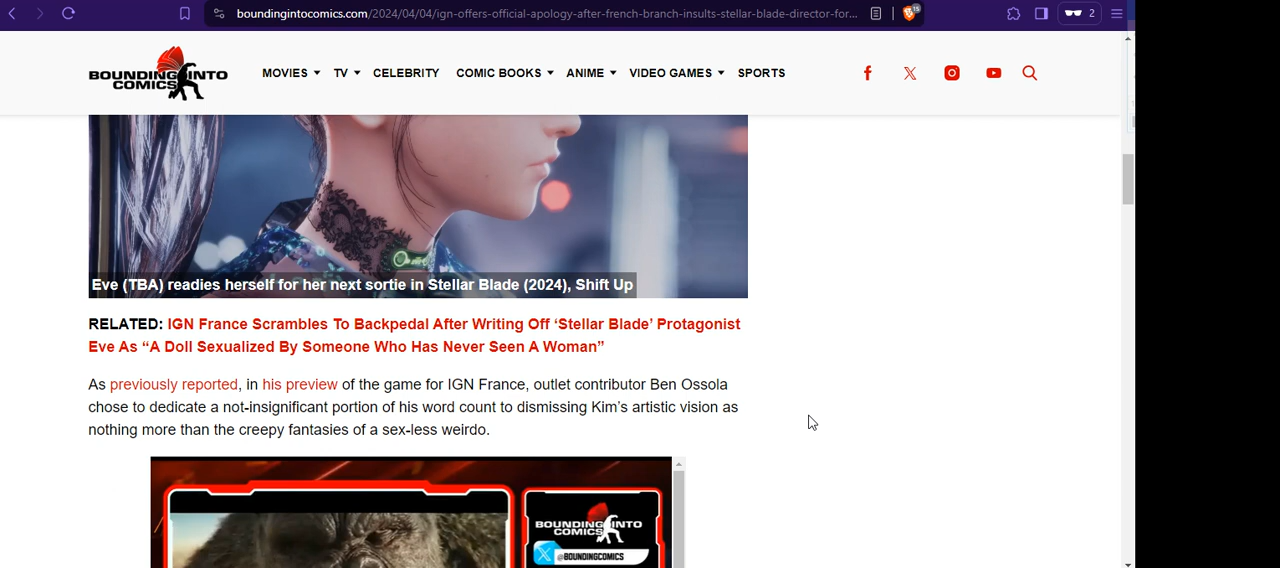 boundingintocomics.com/2024/04/04/ign-offers-official-apology-after-french-branch-insults-stellar-blade-director-for...
15
2
BOUNDING INTO
COMICS
MOVIES TV CELEBRITY COMIC BOOKS ANIME VIDEO GAMES SPORTS
Eve (TBA) readies herself for her next sortie in Stellar Blade (2024), Shift Up
RELATED: IGN France Scrambles To Backpedal After Writing Off ‘Stellar Blade’ Protagonist
Eve As “A Doll Sexualized By Someone Who Has Never Seen A Woman”
As previously reported, in his preview of the game for IGN France, outlet contributor Ben Ossola
chose to dedicate a not-insignificant portion of his word count to dismissing Kim’s artistic vision as
nothing more than the creepy fantasies of a sex-less weirdo.
BOUNDING INTO
COMICS
@BOUNDINGCOMICS